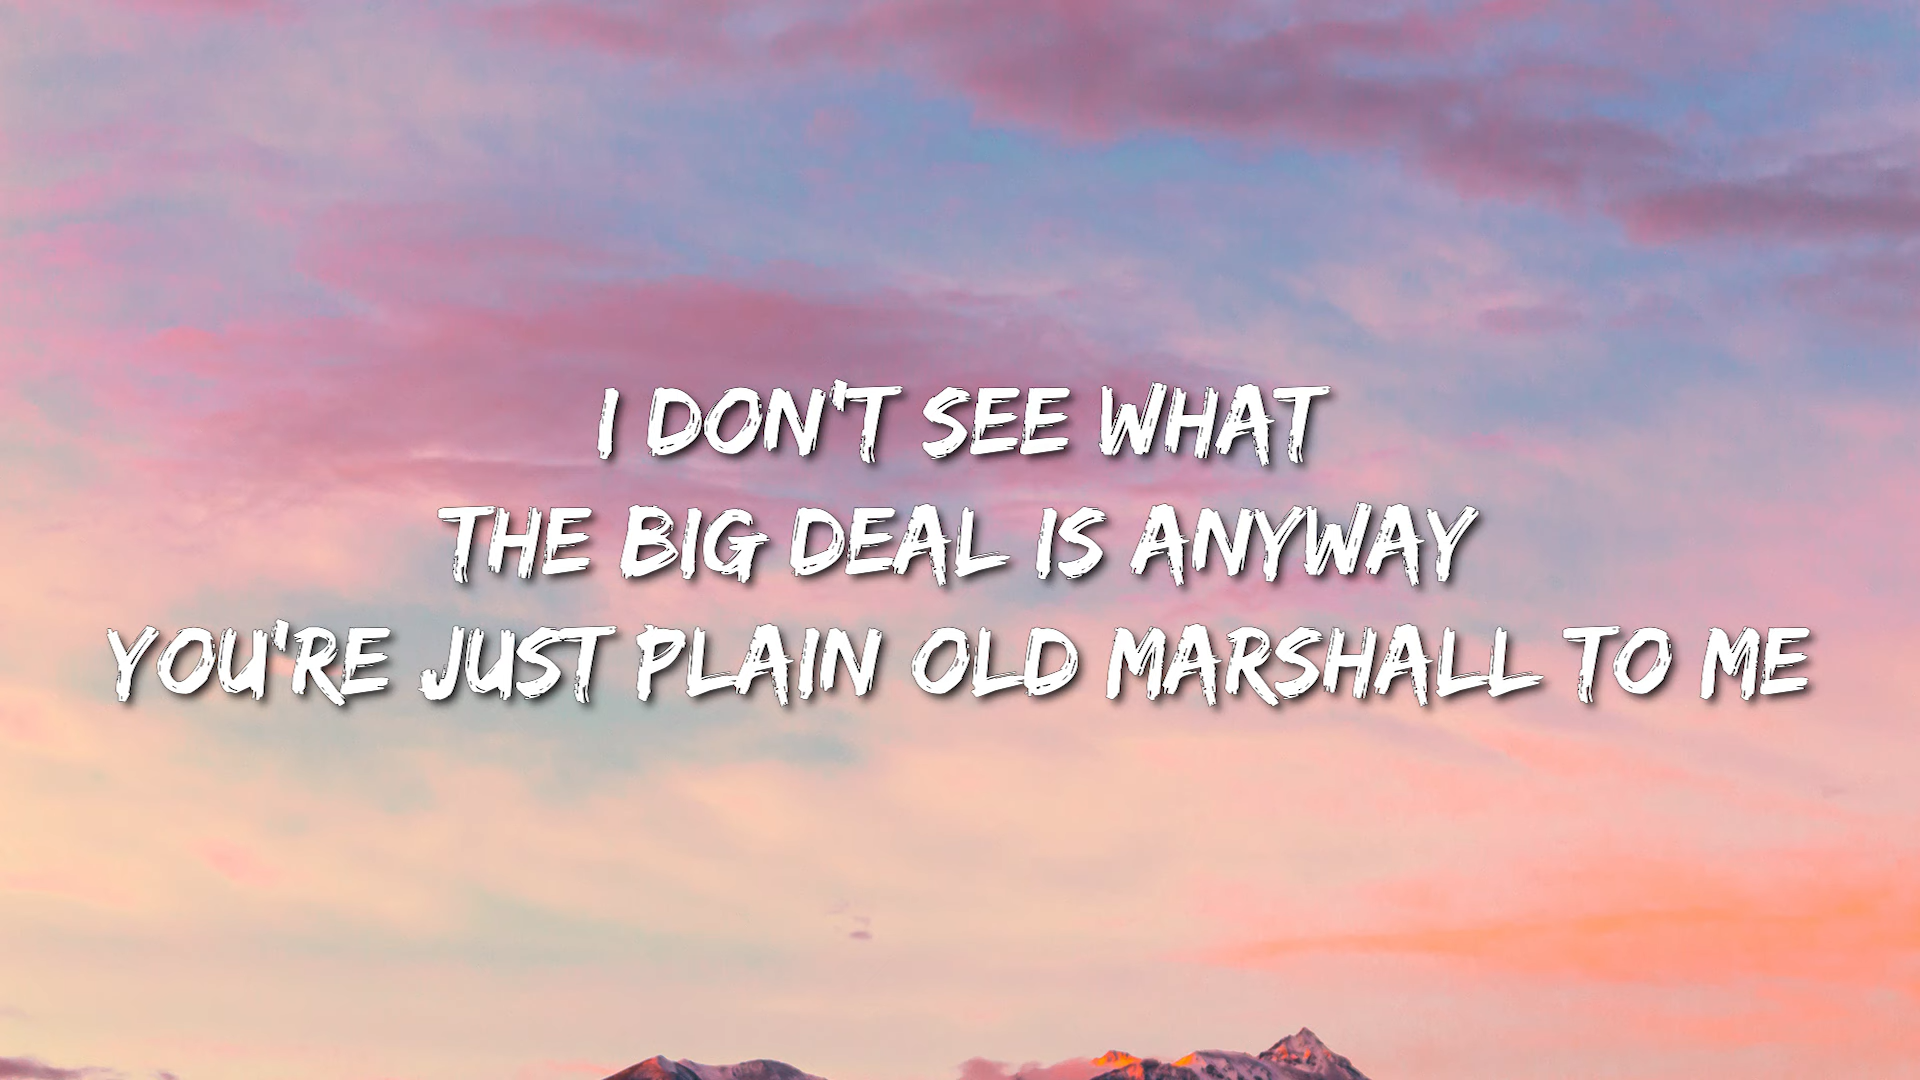 I DON'T SEE WHAT
THE BIG DEAL IS ANYWAY
YOU'RE JUST PLAIN OLD MARSHALL TO ME